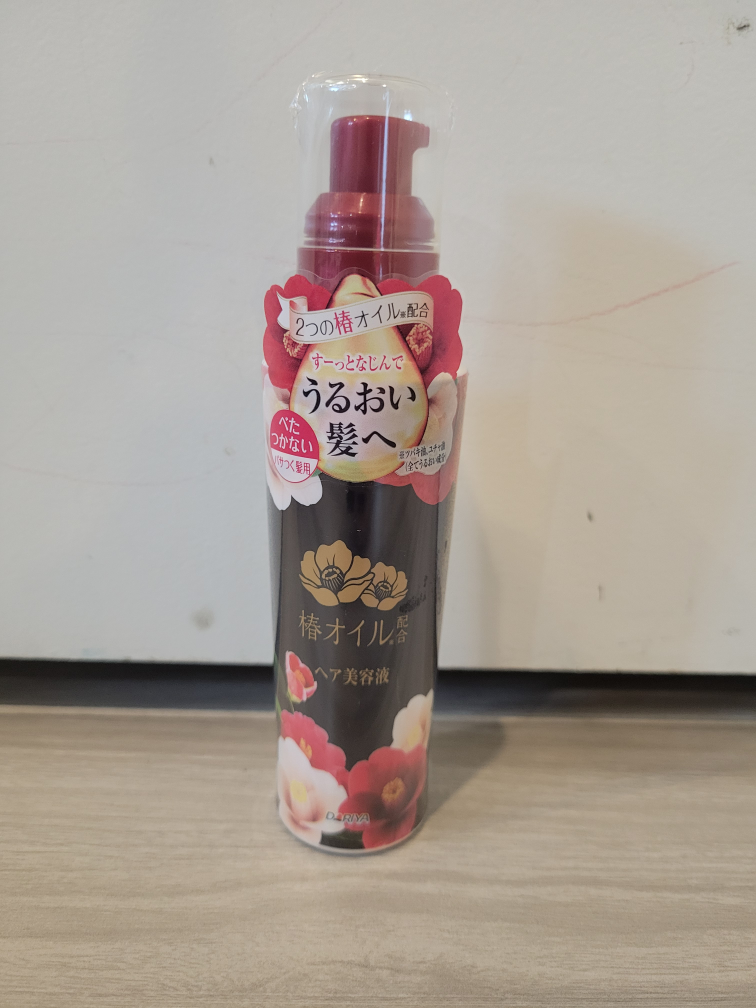 2つの椿オイル※配合
すーっとなじんで
うるおい
髪へ
べた
つかない
パサつく髪用
※ツバキ油、ユチャ油
(全てうるおい成分)
椿オイル※配合
ヘア美容液
DARIYA